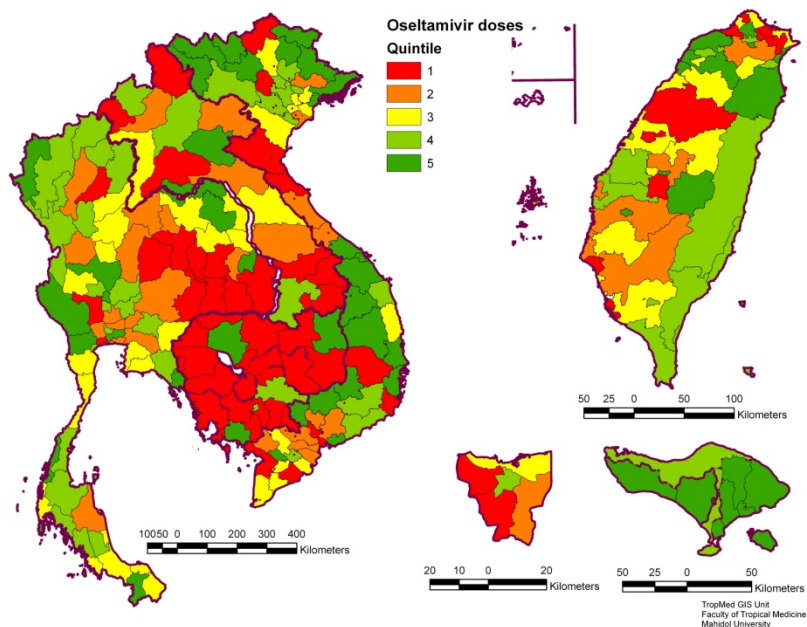 Oseltamivir doses
Quintile
1
2
3
4
5
50 25 0 50 100
Kilometers
10050 0 100 200 300 400
Kilometers
20 10 0 20
Kilometers
50 25 0 50
Kilometers
TropMed GIS Unit
Faculty of Tropical Medicine
Mahidol University